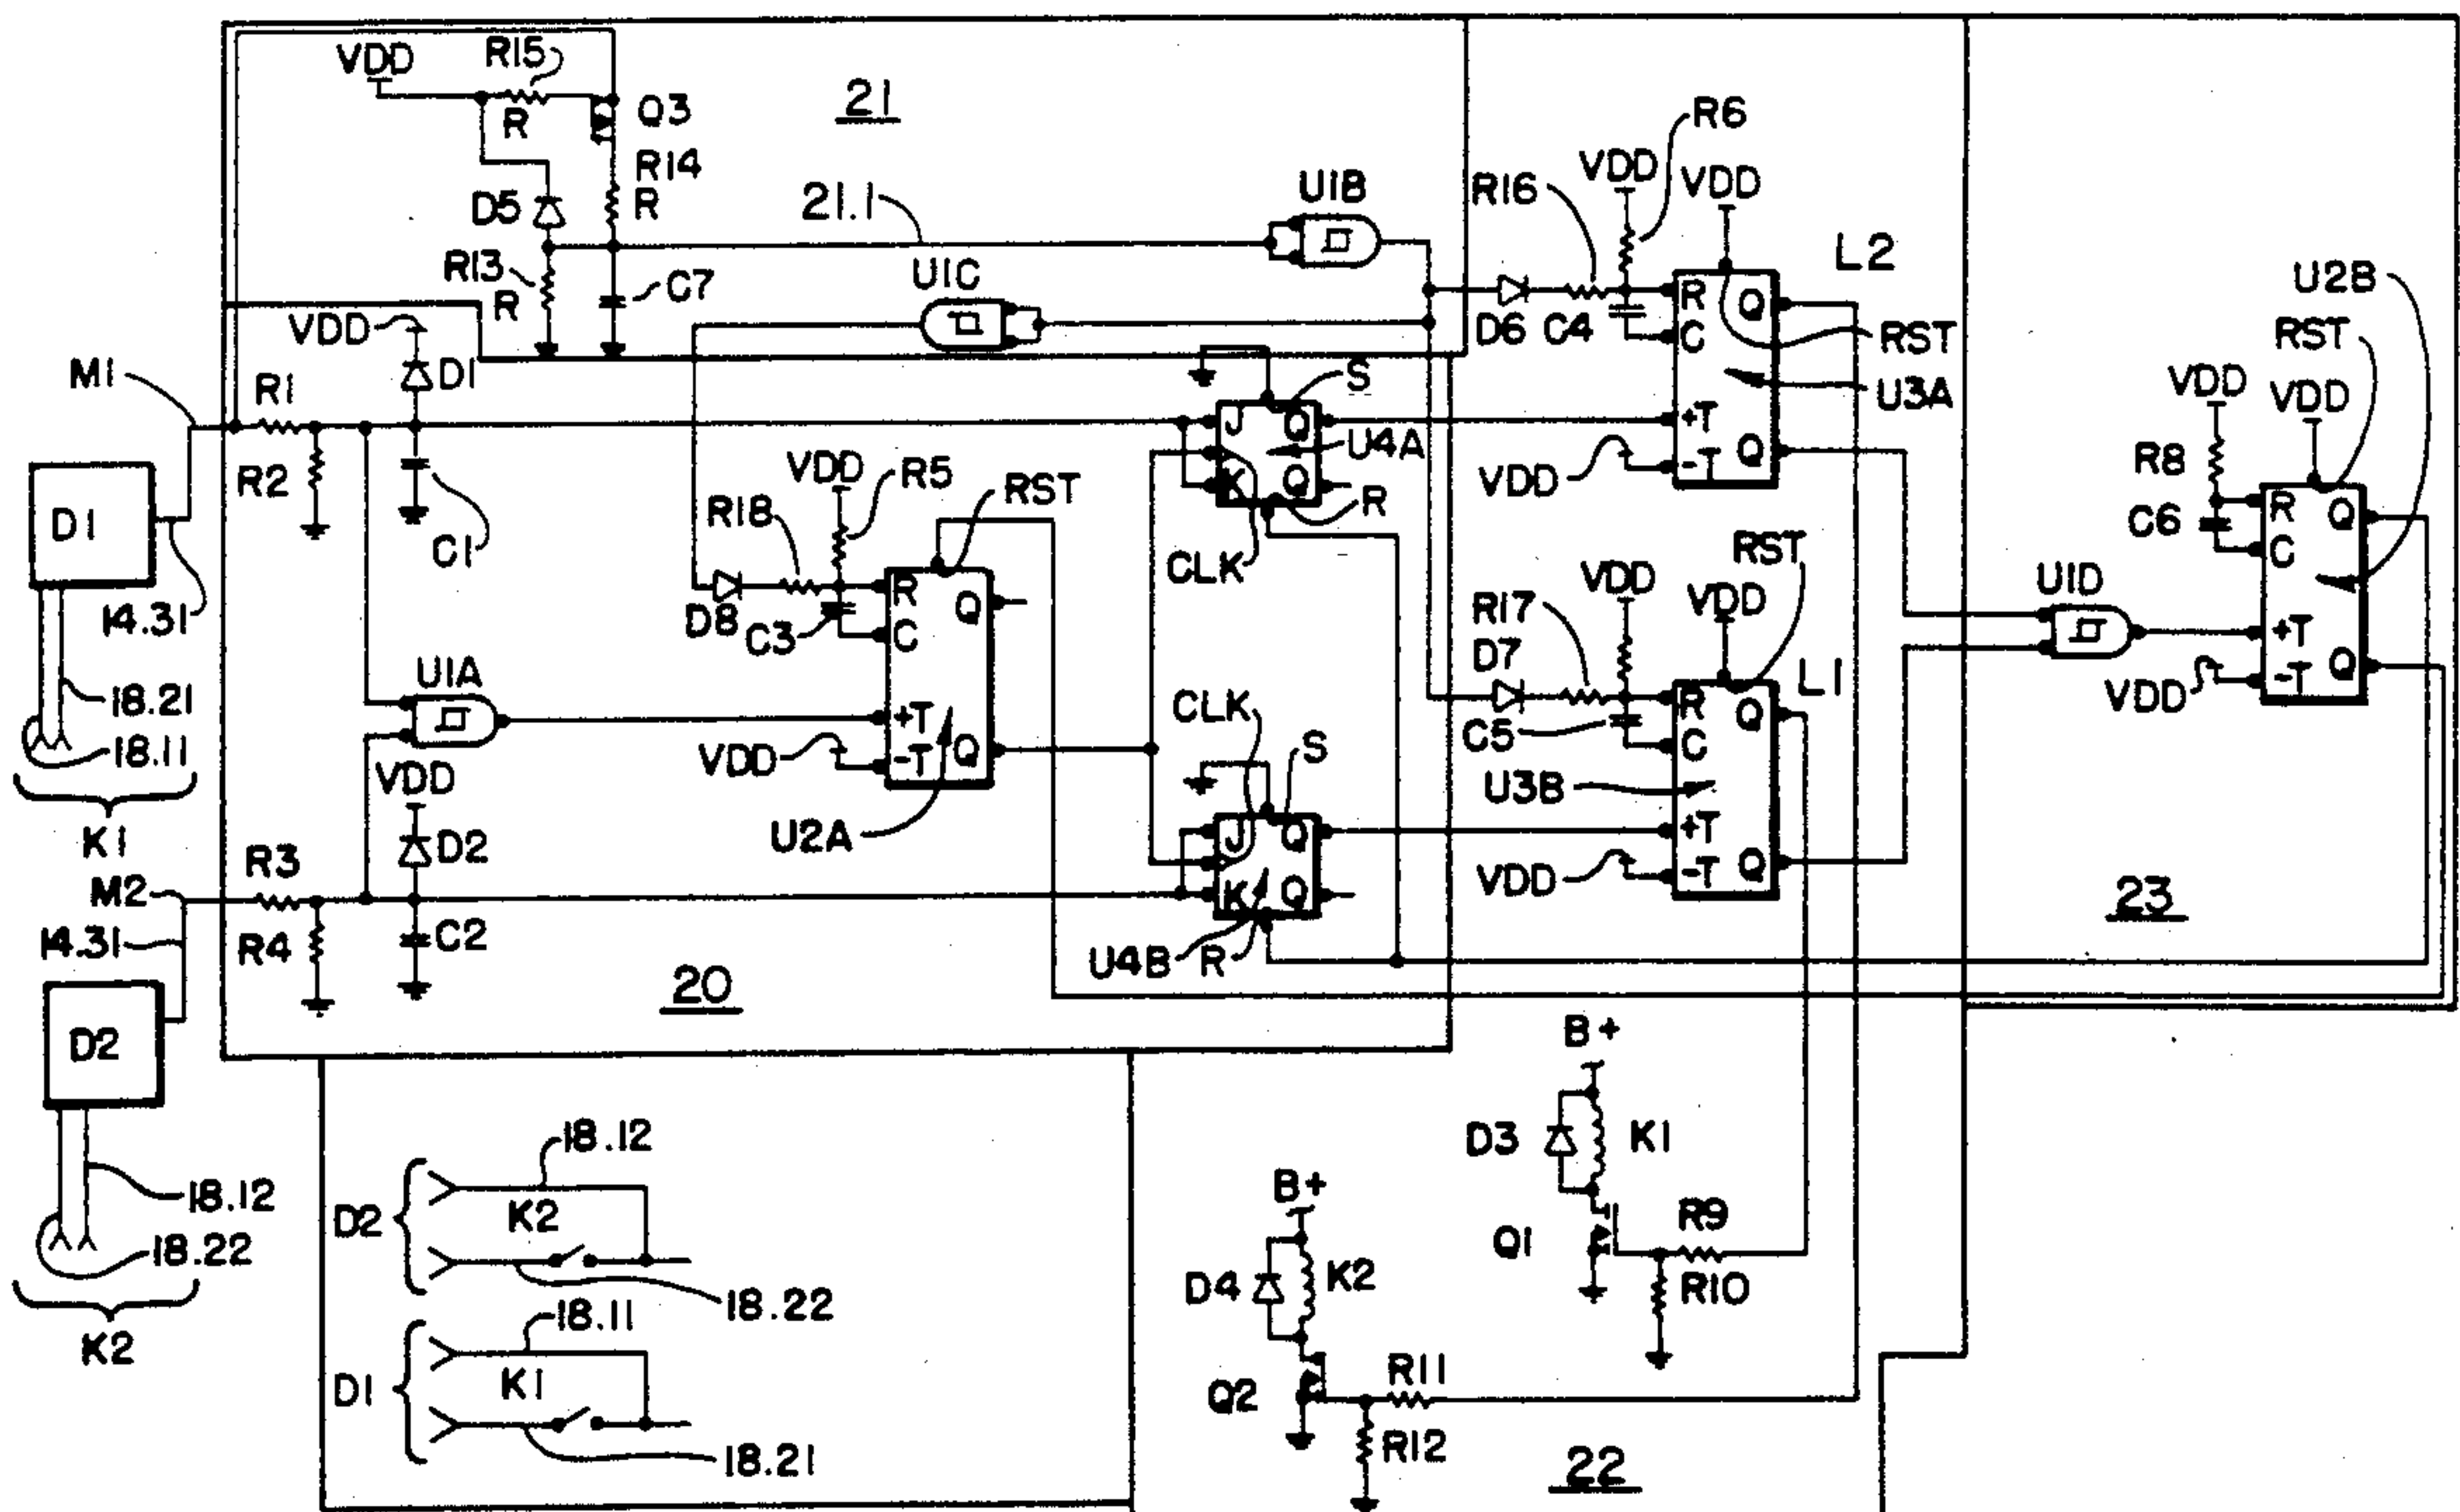 VDD
R15
R
Q3
21
R14
R
D5
21.1
U1B
R13
R
C7
U1C
R16
VDD
R6
VDD
L2
U2B
RST
D6
C4
R
C
Q
RST
U3A
+T
-T
Q
VDD
VDD
D1
M1
R1
R2
C1
D1
14.31
18.21
18.11
K1
S
J
Q
U4A
K
Q
R
CLK
VDD
R5
RST
R18
D8
C3
R
C
Q
+T
-T
Q
VDD
U2A
U1A
VDD
D2
R3
M2
14.31
R4
C2
D2
18.12
18.22
K2
20
CLK
S
J
Q
K
Q
U4B
R
VDD
VDD
RST
R17
D7
L1
C5
R
C
Q
U3B
+T
-T
Q
VDD
VDD
VDD
R8
C6
R
C
Q
U1D
+T
-T
Q
VDD
23
B+
D3
K1
Q1
R9
R10
B+
D4
K2
Q2
R11
R12
22
D2
18.12
K2
18.22
D1
18.11
K1
18.21